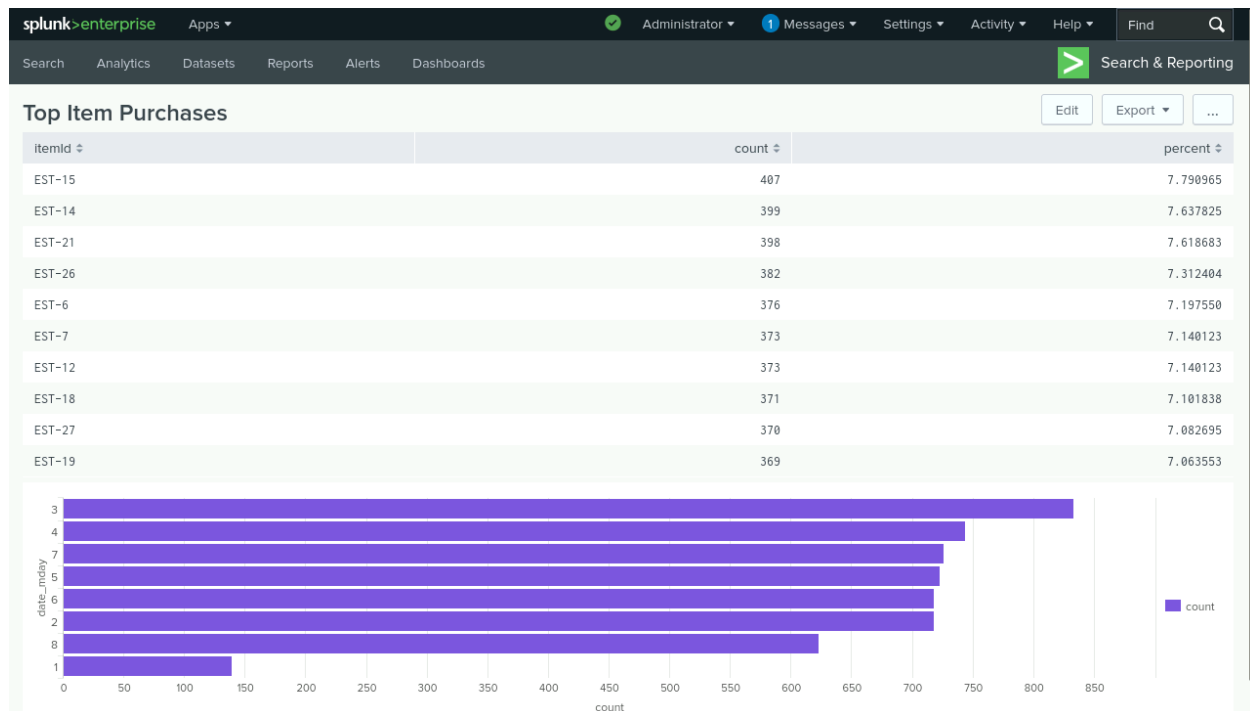 splunk>enterprise Apps Administrator 1 Messages Settings Activity Help Find
Search Analytics Datasets Reports Alerts Dashboards Search & Reporting
Top Item Purchases Edit Export ...
itemId count percent
EST-15 407 7.790965
EST-14 399 7.637825
EST-21 398 7.618683
EST-26 382 7.312404
EST-6 376 7.197550
EST-7 373 7.140123
EST-12 373 7.140123
EST-18 371 7.101838
EST-27 370 7.082695
EST-19 369 7.063553
date_mday
3
4
7
5
6
2
8
1
count
0 50 100 150 200 250 300 350 400 450 500 550 600 650 700 750 800 850
count